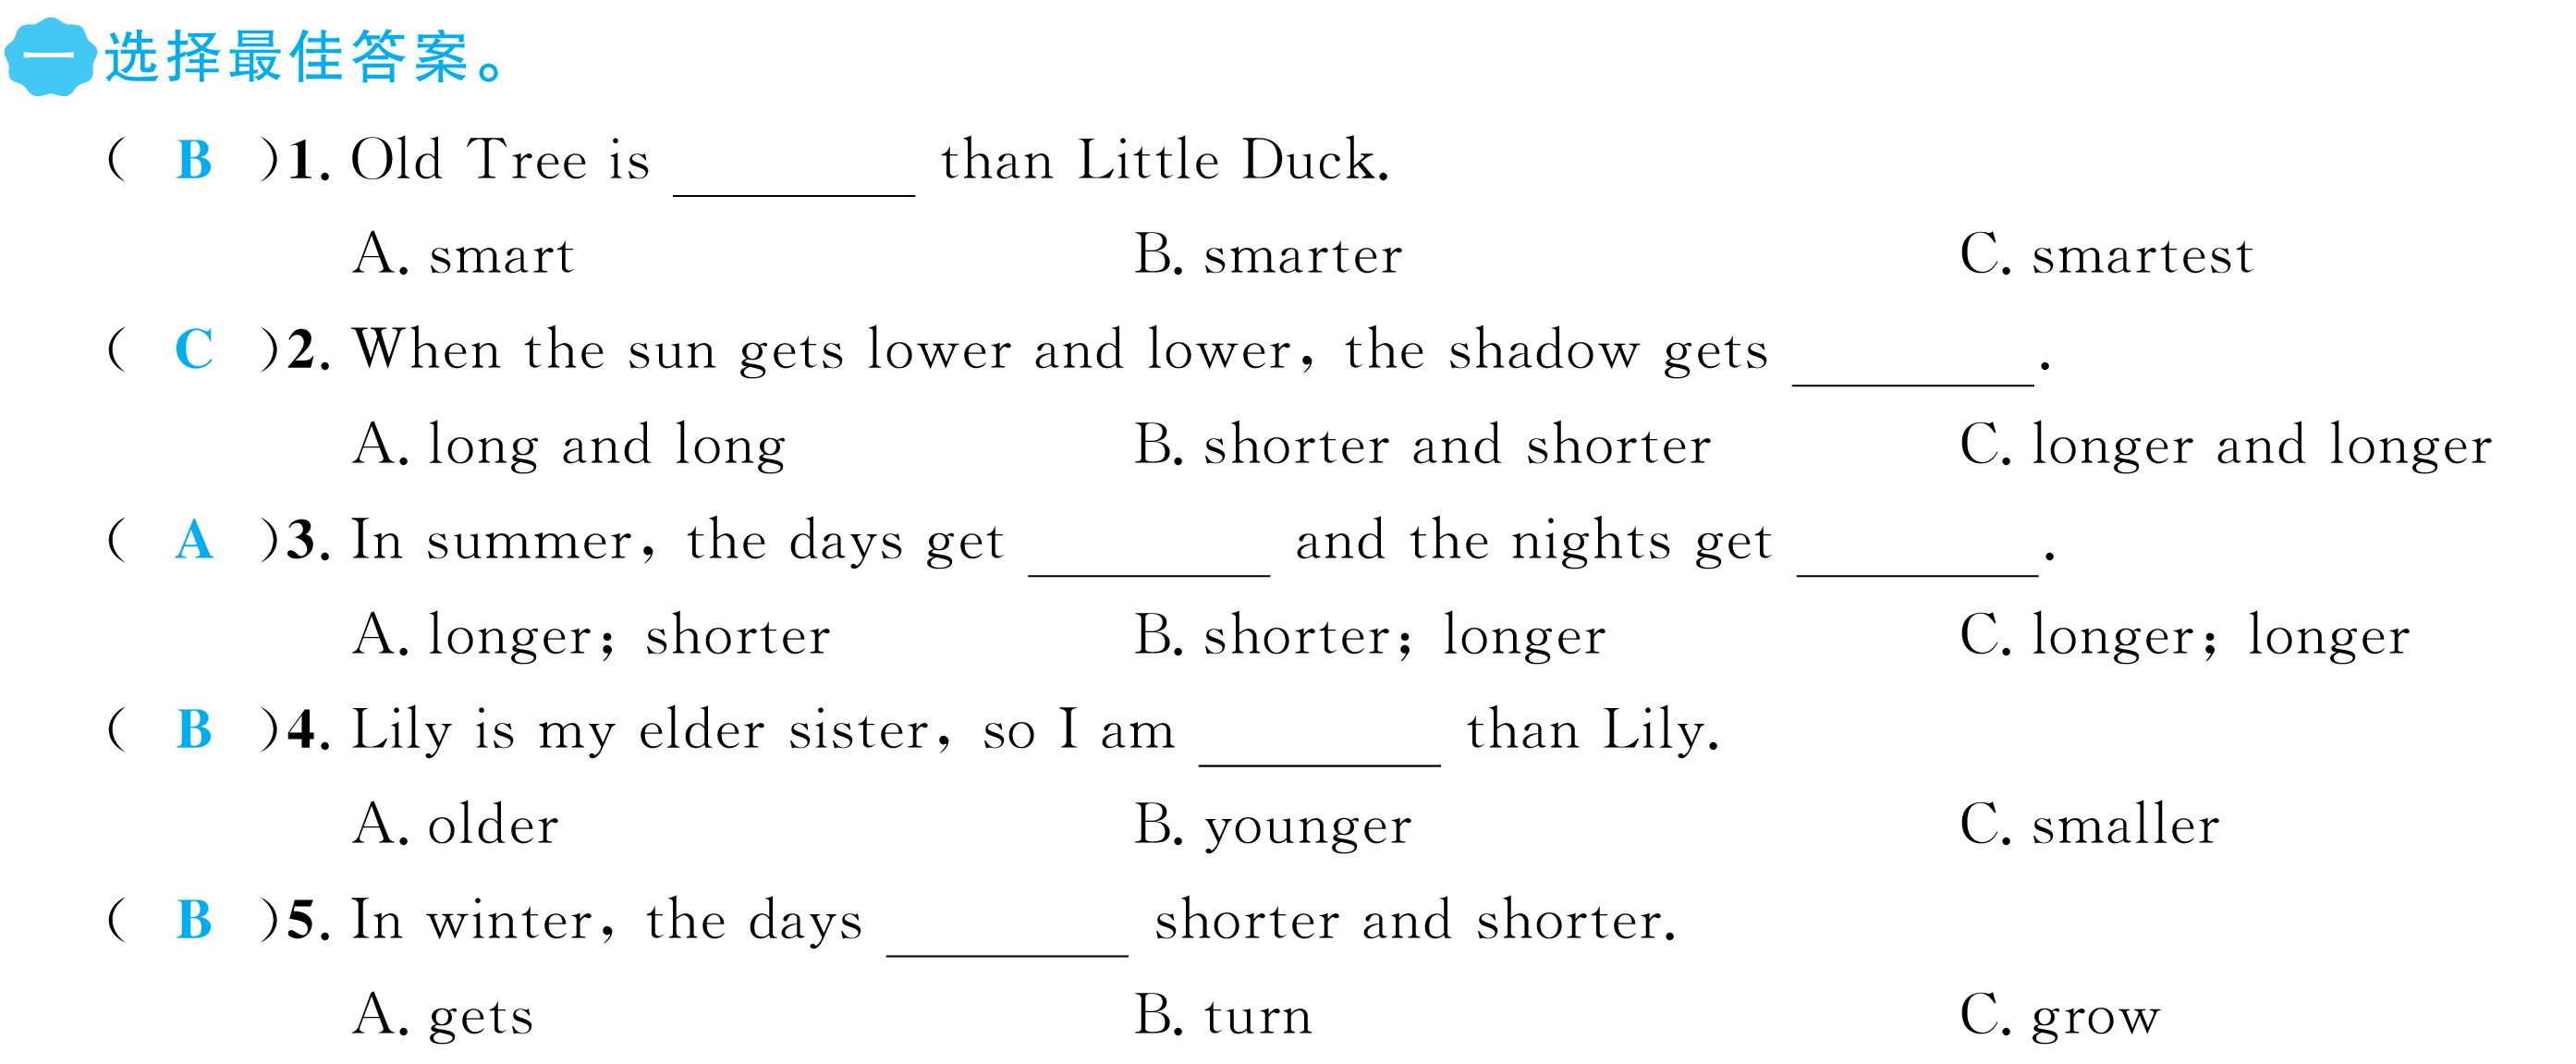 一 选择最佳答案。
( B )1. Old Tree is ________ than Little Duck.
A. smart B. smarter C. smartest
( C )2. When the sun gets lower and lower, the shadow gets ________.
A. long and long B. shorter and shorter C. longer and longer
( A )3. In summer, the days get ________ and the nights get ________.
A. longer; shorter B. shorter; longer C. longer; longer
( B )4. Lily is my elder sister, so I am ________ than Lily.
A. older B. younger C. smaller
( B )5. In winter, the days ________ shorter and shorter.
A. gets B. turn C. grow